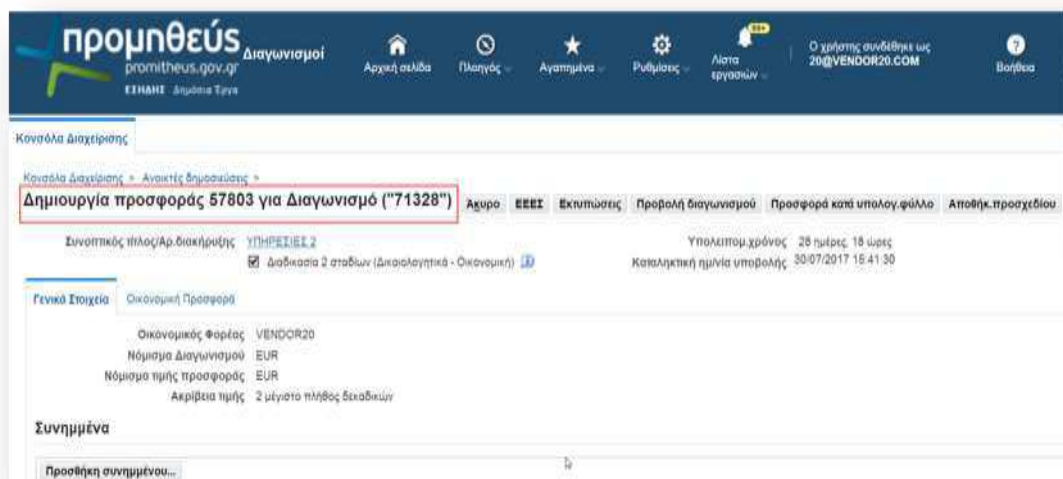 προμηθεύς
promitheus.gov.gr
ΕΣΗΔΗΣ Δημόσια Έργα
Διαγωνισμοί
Αρχική σελίδα
Πλοηγός
Αγαπημένα
Ρυθμίσεις
99+
Λίστα εργασιών
Ο χρήστης συνδέθηκε ως
20@VENDOR20.COM
?
Βοήθεια
Κονσόλα Διαχείρισης
Κονσόλα Διαχείρισης > Ανοικτές δημοσιεύσεις >
Δημιουργία προσφοράς 57803 για Διαγωνισμό ("71328") Άκυρο ΕΕΕΣ Εκτυπώσεις Προβολή διαγωνισμού Προσφορά κατά υπολογ.φύλλο Αποθήκ.προσχεδίου
Συνοπτικός τίτλος/Αρ.διακήρυξης ΥΠΗΡΕΣΙΕΣ 2 Υπολειπομ.χρόνος 28 ημέρες, 18 ώρες
Διαδικασία 2 σταδίων (Δικαιολογητικά - Οικονομική) Καταληκτική ημ/νία υποβολής 30/07/2017 15:41:30
Γενικά Στοιχεία Οικονομική Προσφορά
Οικονομικός Φορέας VENDOR20
Νόμισμα Διαγωνισμού EUR
Νόμισμα τιμής προσφοράς EUR
Ακρίβεια τιμής 2 μέγιστο πλήθος δεκαδικών
Συνημμένα
Προσθήκη συνημμένου...